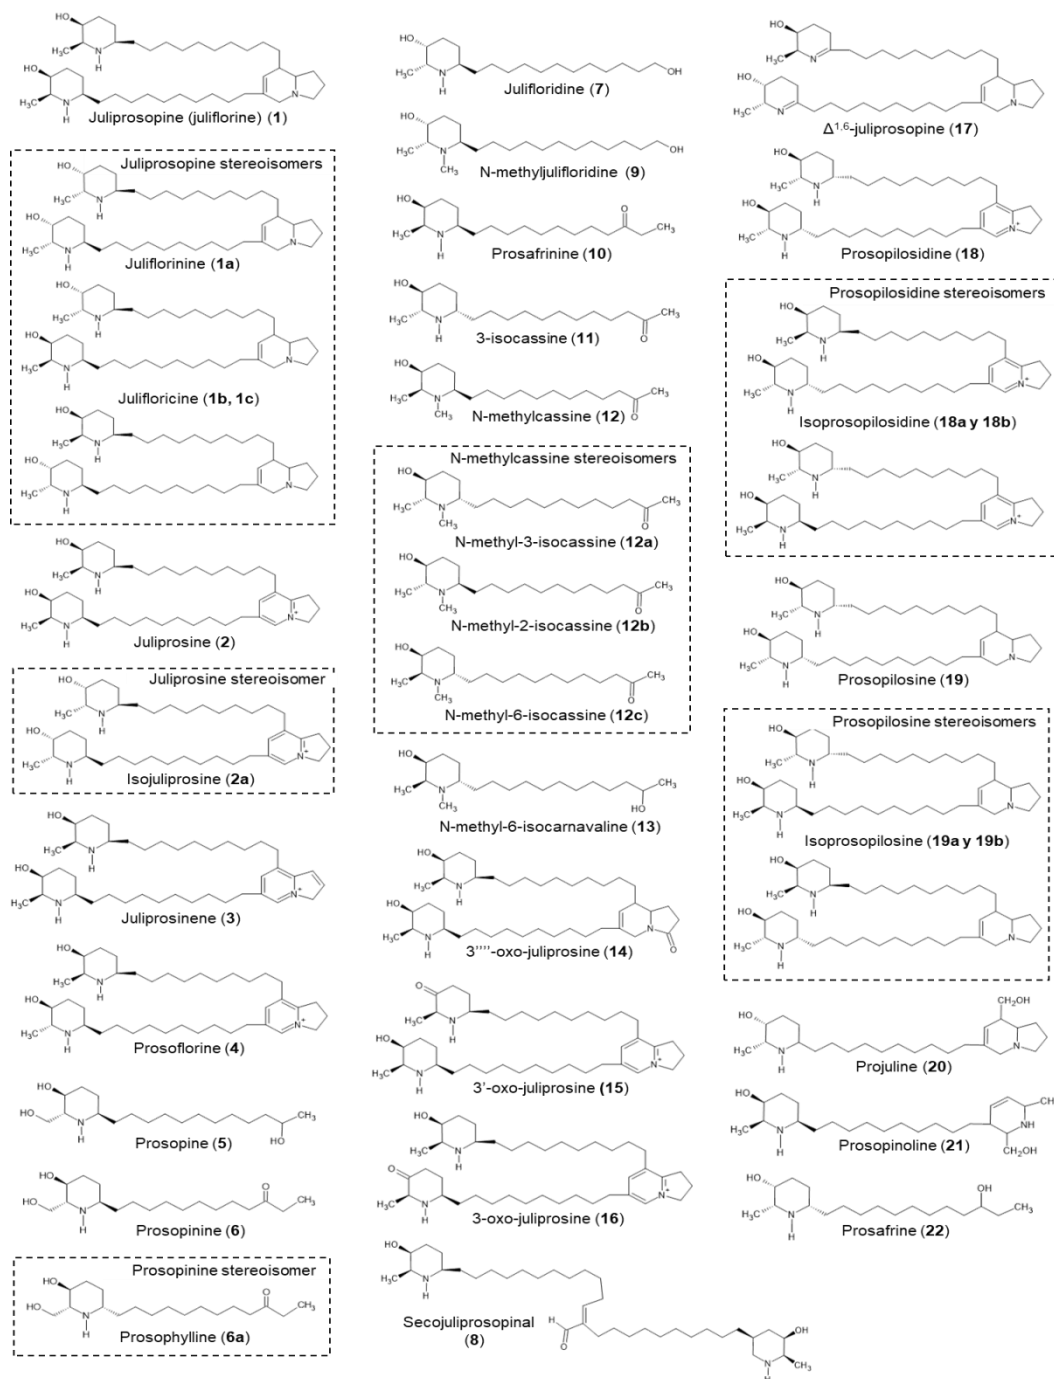 Juliprosopine (juliflorine) (1)
Juliprosopine stereoisomers
Juliflorinine (1a)
Julifloricine (1b, 1c)
Juliprosine (2)
Juliprosine stereoisomer
Isojuliprosine (2a)
Juliprosinene (3)
Prosoflorine (4)
Prosopine (5)
Prosopinine (6)
Prosopinine stereoisomer
Prosophylline (6a)
Julifloridine (7)
N-methyljulifloridine (9)
Prosafrinine (10)
3-isocassine (11)
N-methylcassine (12)
N-methylcassine stereoisomers
N-methyl-3-isocassine (12a)
N-methyl-2-isocassine (12b)
N-methyl-6-isocassine (12c)
N-methyl-6-isocarnavaline (13)
3''''-oxo-juliprosine (14)
3'-oxo-juliprosine (15)
3-oxo-juliprosine (16)
Secojuliprosopinal
(8)
Δ1,6-juliprosopine (17)
Prosopilosidine (18)
Prosopilosidine stereoisomers
Isoprosopilosidine (18a y 18b)
Prosopilosine (19)
Prosopilosine stereoisomers
Isoprosopilosine (19a y 19b)
Projuline (20)
Prosopinoline (21)
Prosafrine (22)